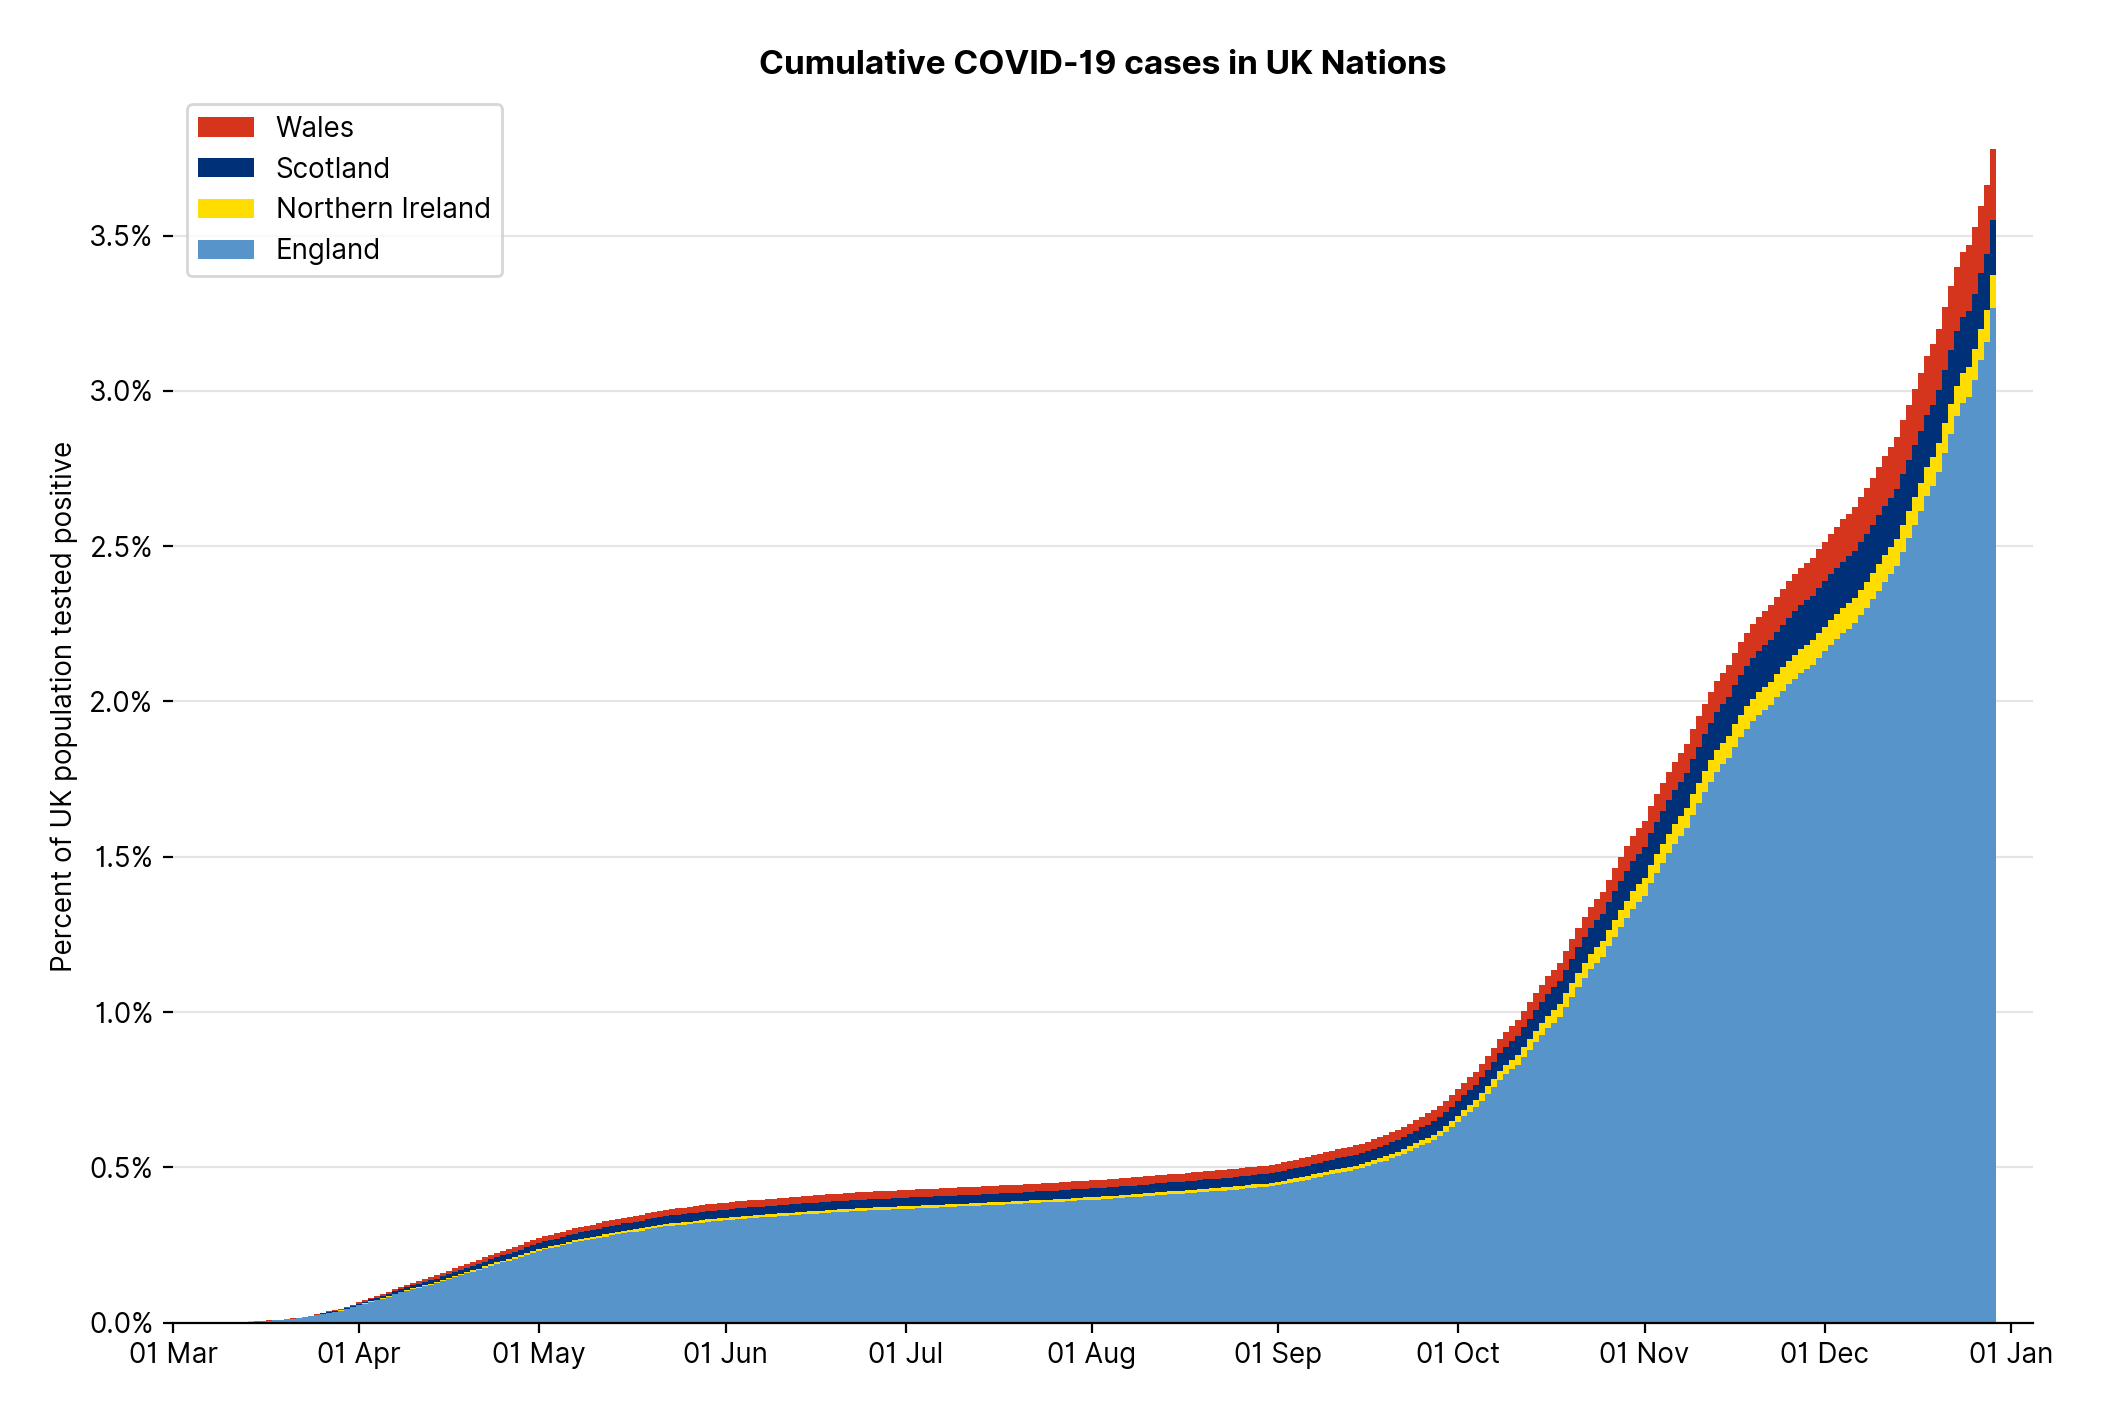 Cumulative COVID-19 cases in UK Nations
Wales
Scotland
Northern Ireland
England
Percent of UK population tested positive
3.5%
3.0%
2.5%
2.0%
1.5%
1.0%
0.5%
0.0%
01 Mar 01 Apr 01 May 01 Jun 01 Jul 01 Aug 01 Sep 01 Oct 01 Nov 01 Dec 01 Jan